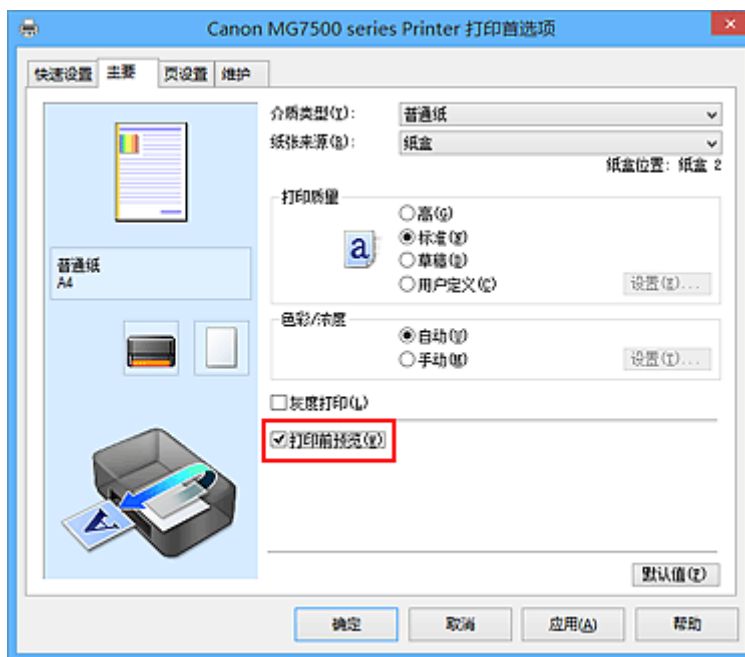 Canon MG7500 series Printer 打印首选项
快速设置 主要 页设置 维护
介质类型(Y): 普通纸
纸张来源(R): 纸盒
纸盒位置: 纸盒 2
打印质量
高(G)
a
标准(X)
草稿(D)
用户定义(C) 设置(E)...
普通纸
A4
色彩/浓度
自动(U)
手动(M) 设置(T)...
灰度打印(L)
打印前预览(V)
A
默认值(F)
确定 取消 应用(A) 帮助